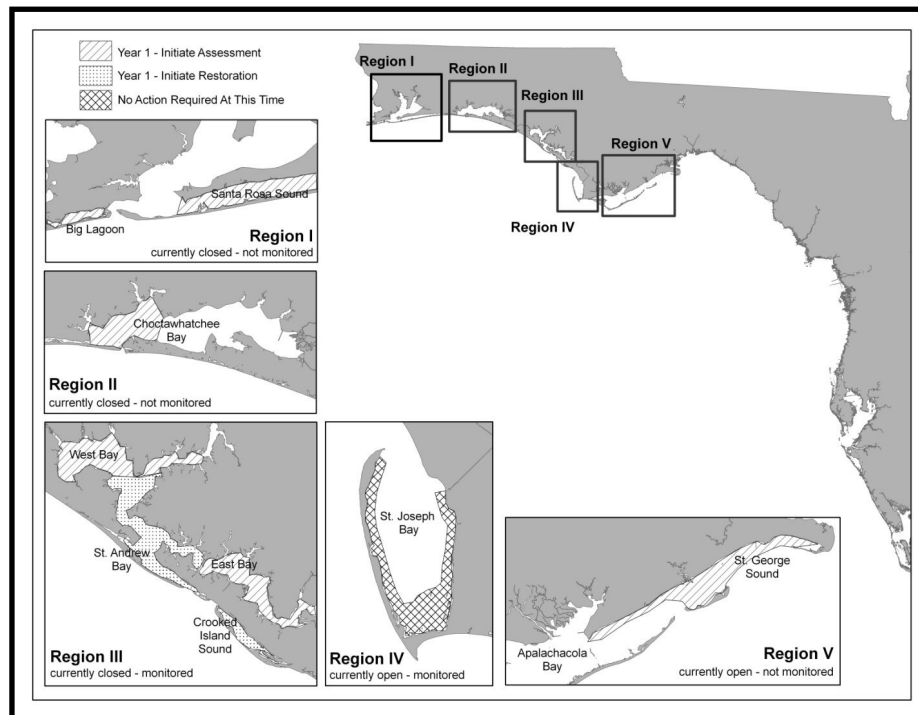 Year 1 - Initiate Assessment
Year 1 - Initiate Restoration
No Action Required At This Time
Region I
Region II
Region III
Region V
Region IV
Santa Rosa Sound
Big Lagoon
Region I
currently closed - not monitored
Choctawhatchee
Bay
Region II
currently closed - not monitored
West Bay
St. Andrew
Bay
East Bay
Crooked
Island
Sound
Region III
currently closed - monitored
St. Joseph
Bay
Region IV
currently open - monitored
St. George
Sound
Apalachacola
Bay
Region V
currently open - not monitored